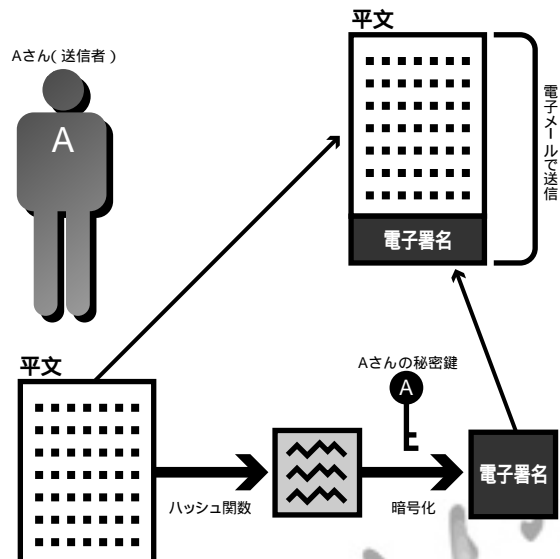 平文
Aさん(送信者)
A
電子メールで送信
電子署名
平文
Aさんの秘密鍵
A
ハッシュ関数
暗号化
電子署名